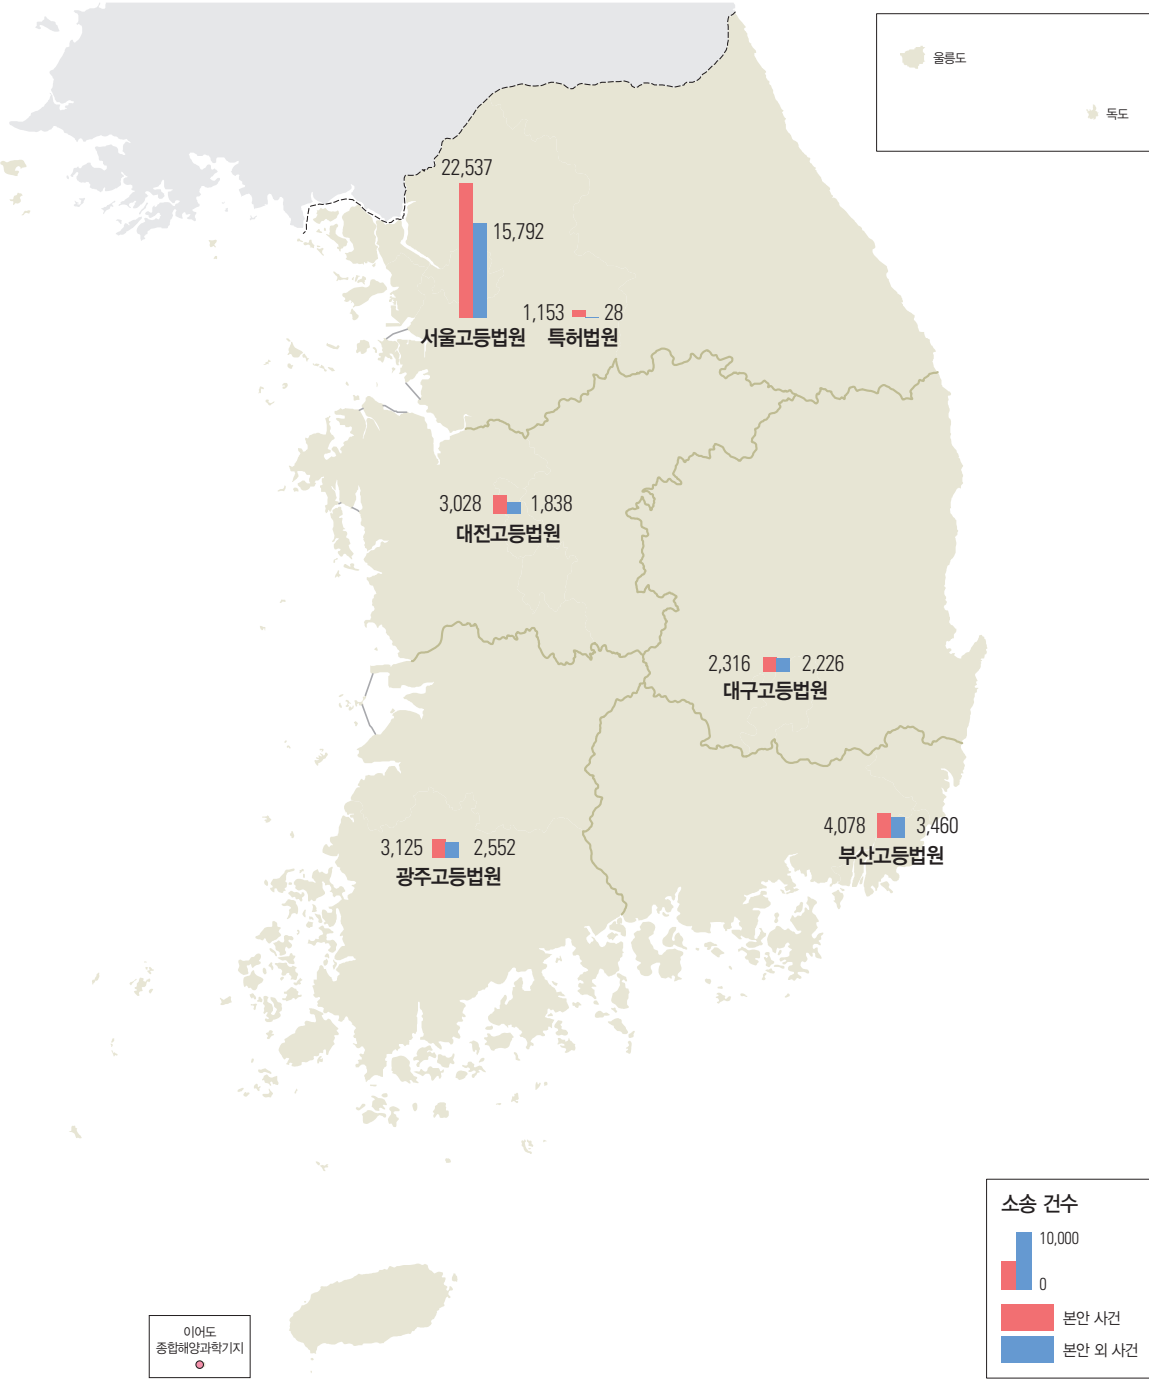 울릉도
독도
22,537
15,792
1,153 28
서울고등법원 특허법원
3,028 1,838
대전고등법원
2,316 2,226
대구고등법원
4,078 3,460
부산고등법원
3,125 2,552
광주고등법원
소송 건수
10,000
0
본안 사건
본안 외 사건
이어도
종합해양과학기지